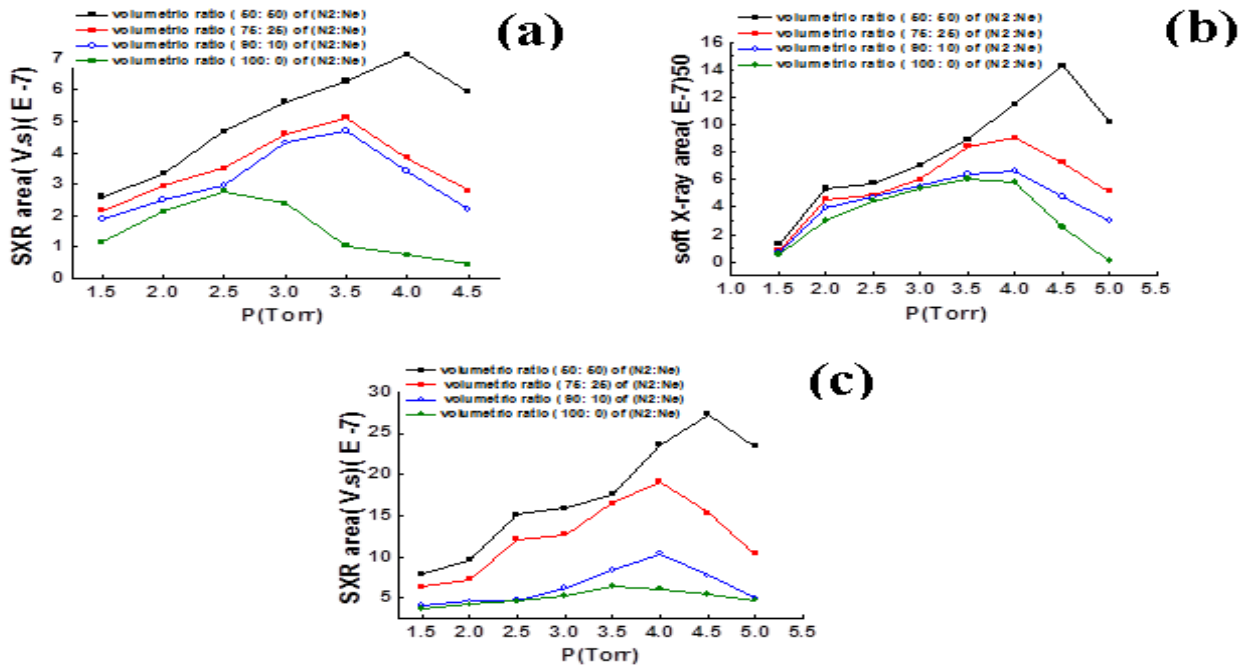 volumetrio ratio ( 50: 50) of (N2:Ne)
volumetrio ratio ( 75: 25) of (N2:Ne)
volumetrio ratio ( 90: 10) of (N2:Ne)
volumetrio ratio ( 100: 0) of (N2:Ne)
(a)
SXR area( V.s)( E -7)
7
6
5
4
3
2
1
0
1.5 2.0 2.5 3.0 3.5 4.0 4.5
P(Torr)
volumetrio ratio ( 50: 50) of (N2:Ne)
volumetrio ratio ( 75: 25) of (N2:Ne)
volumetrio ratio ( 90: 10) of (N2:Ne)
volumetrio ratio ( 100: 0) of (N2:Ne)
(b)
soft X-ray area( E-7)50
16
14
12
10
8
6
4
2
0
1.0 1.5 2.0 2.5 3.0 3.5 4.0 4.5 5.0 5.5
P(Torr)
volumetrio ratio ( 50: 50) of (N2:Ne)
volumetrio ratio ( 75: 25) of (N2:Ne)
volumetrio ratio ( 90: 10) of (N2:Ne)
volumetrio ratio ( 100: 0) of (N2:Ne)
(c)
SXR area( V.s)( E -7)
30
25
20
15
10
5
1.5 2.0 2.5 3.0 3.5 4.0 4.5 5.0 5.5
P(Torr)